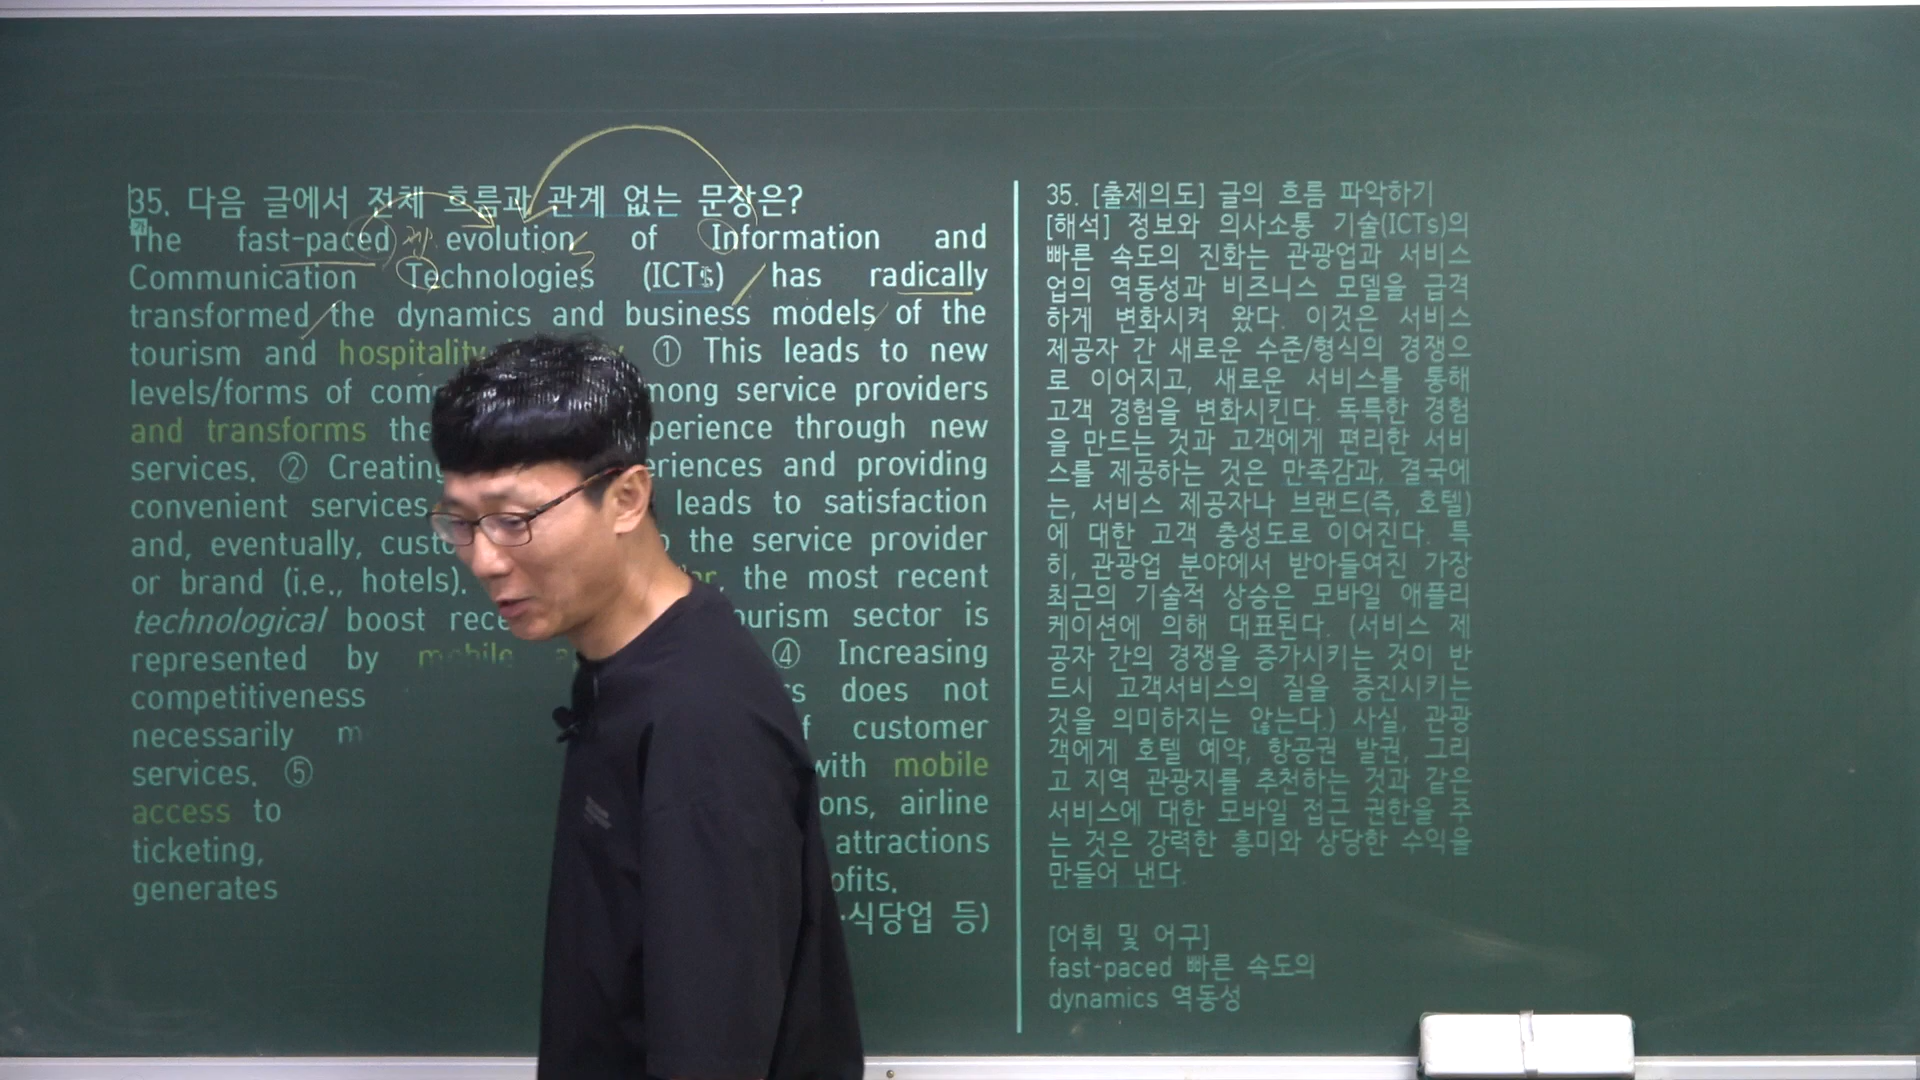 35. 다음 글에서 전체 흐름과 관계 없는 문장은?
The fast-paced evolution of Information and
Communication Technologies (ICTs) has radically
transformed the dynamics and business models of the
tourism and hospitality ① This leads to new
levels/forms of among service providers
and transforms the experience through new
services. ② Creating experiences and providing
convenient services leads to satisfaction
and, eventually, to the service provider
or brand (i.e., hotels). the most recent
technological boost tourism sector is
represented by mobile ④ Increasing
competitiveness does not
necessarily of customer
services. ⑤ with mobile
access to airline
ticketing, attractions
generates profits.
식당업 등)
35. [출제의도] 글의 흐름 파악하기
[해석] 정보와 의사소통 기술(ICTs)의
빠른 속도의 진화는 관광업과 서비스
업의 역동성과 비즈니스 모델을 급격
하게 변화시켜 왔다. 이것은 서비스
제공자 간 새로운 수준/형식의 경쟁으
로 이어지고, 새로운 서비스를 통해
고객 경험을 변화시킨다. 독특한 경험
을 만드는 것과 고객에게 편리한 서비
스를 제공하는 것은 만족감과, 결국에
는, 서비스 제공자나 브랜드(즉, 호텔)
에 대한 고객 충성도로 이어진다. 특
히, 관광업 분야에서 받아들여진 가장
최근의 기술적 상승은 모바일 애플리
케이션에 의해 대표된다. (서비스 제
공자 간의 경쟁을 증가시키는 것이 반
드시 고객서비스의 질을 증진시키는
것을 의미하지는 않는다.) 사실, 관광
객에게 호텔 예약, 항공권 발권, 그리
고 지역 관광지를 추천하는 것과 같은
서비스에 대한 모바일 접근 권한을 주
는 것은 강력한 흥미와 상당한 수익을
만들어 낸다.
[어휘 및 어구]
fast-paced 빠른 속도의
dynamics 역동성